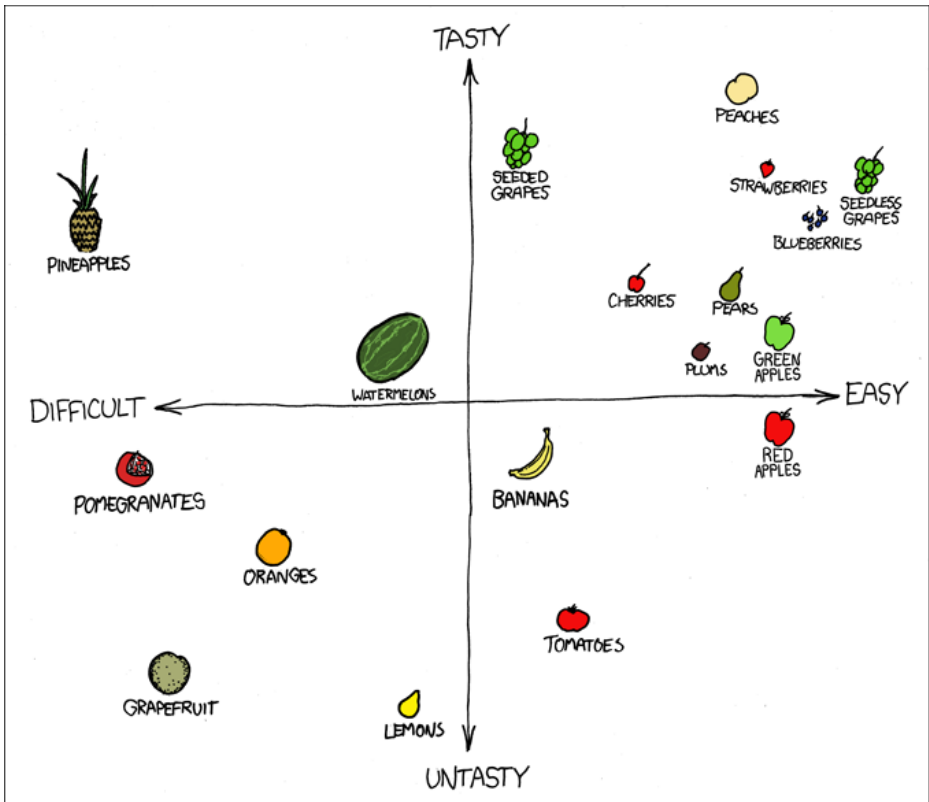 TASTY
PEACHES
SEEDED
GRAPES
STRAWBERRIES
SEEDLESS
GRAPES
BLUEBERRIES
PINEAPPLES
CHERRIES
PEARS
PLUMS
GREEN
APPLES
WATERMELONS
DIFFICULT
EASY
RED
APPLES
POMEGRANATES
BANANAS
ORANGES
TOMATOES
GRAPEFRUIT
LEMONS
UNTASTY